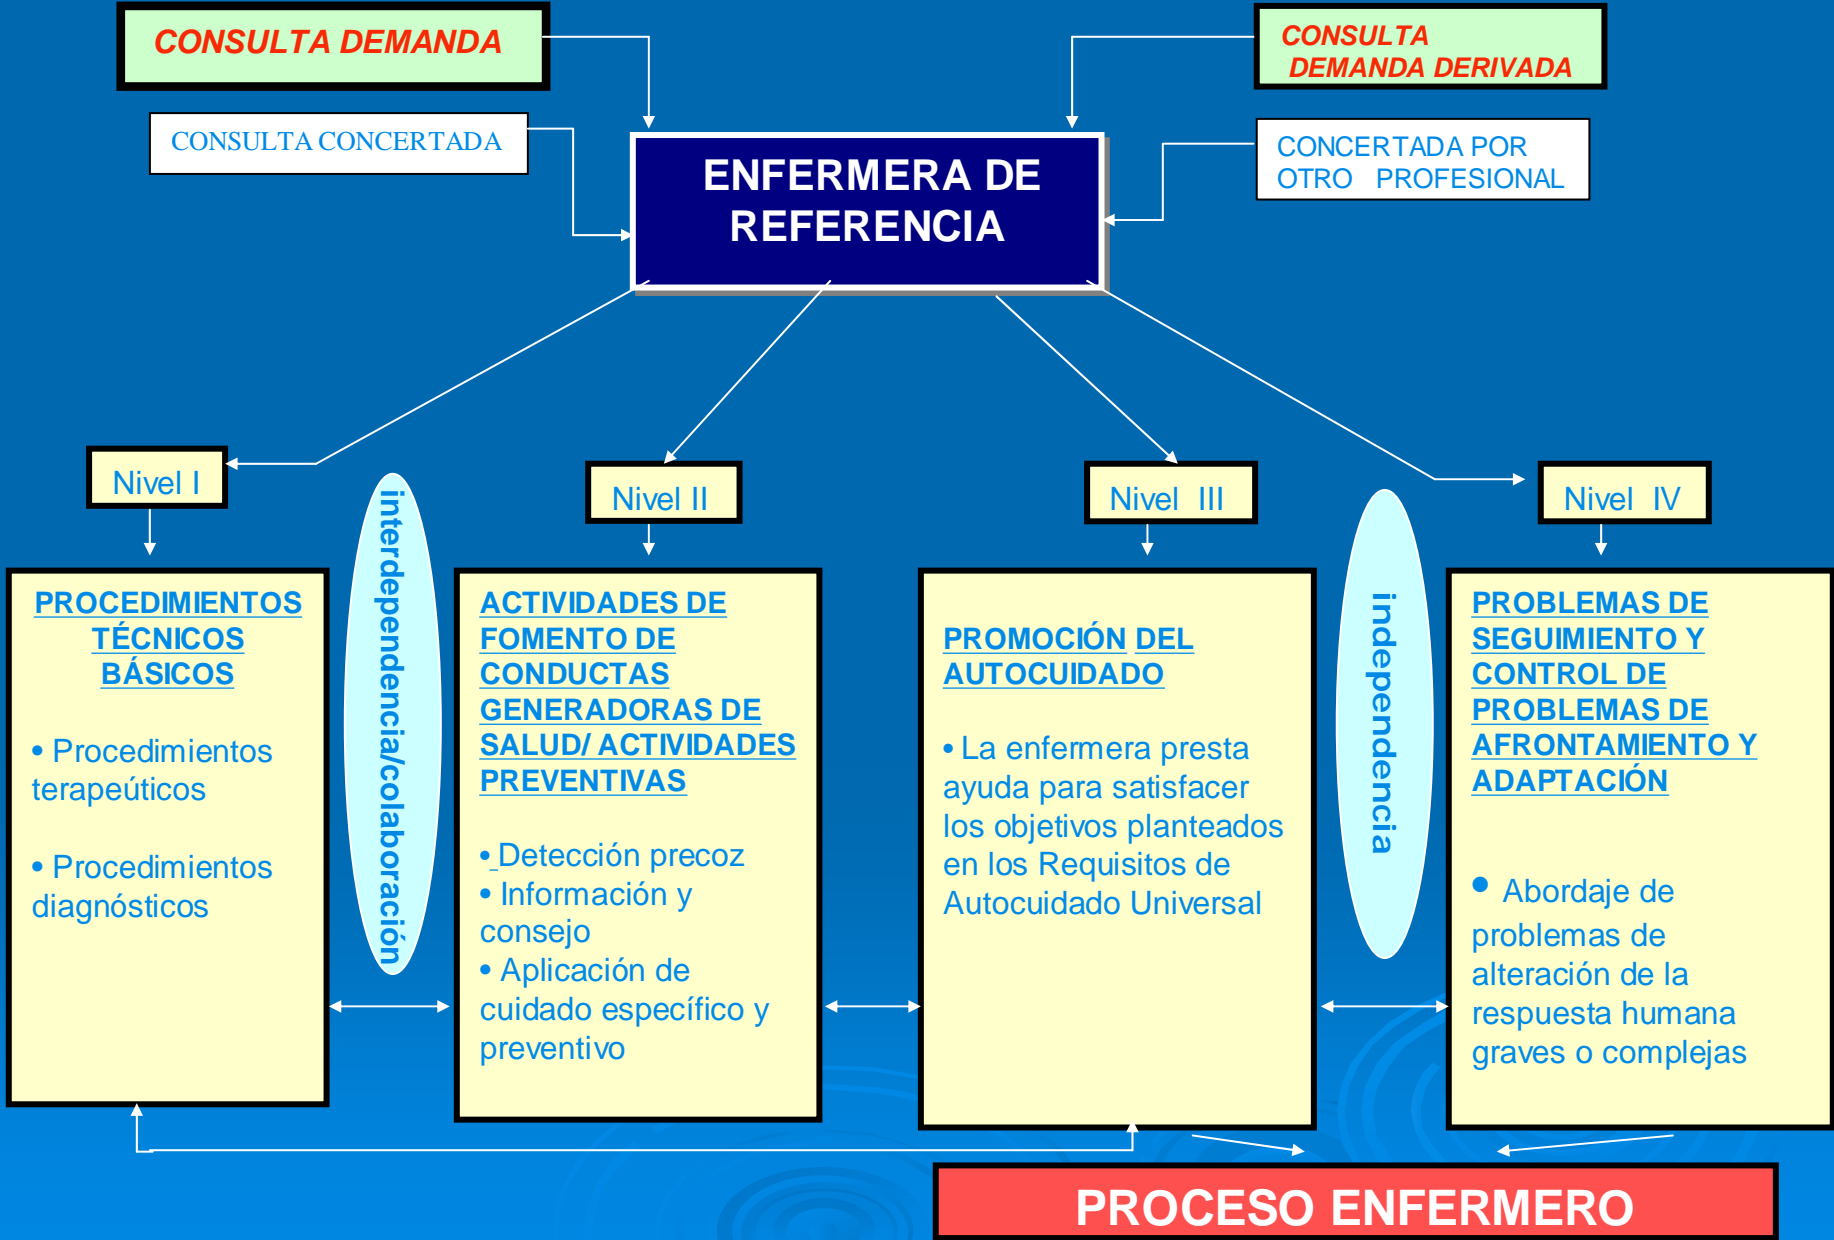 CONSULTA DEMANDA
CONSULTA
DEMANDA DERIVADA
CONSULTA CONCERTADA
CONCERTADA POR
OTRO PROFESIONAL
ENFERMERA DE
REFERENCIA
Nivel I
Nivel II
Nivel III
Nivel IV
PROCEDIMIENTOS
TÉCNICOS
BÁSICOS
• Procedimientos
terapeúticos
• Procedimientos
diagnósticos
interdependencia/colaboración
ACTIVIDADES DE
FOMENTO DE
CONDUCTAS
GENERADORAS DE
SALUD/ ACTIVIDADES
PREVENTIVAS
• Detección precoz
• Información y
consejo
• Aplicación de
cuidado específico y
preventivo
PROMOCIÓN DEL
AUTOCUIDADO
• La enfermera presta
ayuda para satisfacer
los objetivos planteados
en los Requisitos de
Autocuidado Universal
independencia
PROBLEMAS DE
SEGUIMIENTO Y
CONTROL DE
PROBLEMAS DE
AFRONTAMIENTO Y
ADAPTACIÓN
• Abordaje de
problemas de
alteración de la
respuesta humana
graves o complejas
PROCESO ENFERMERO